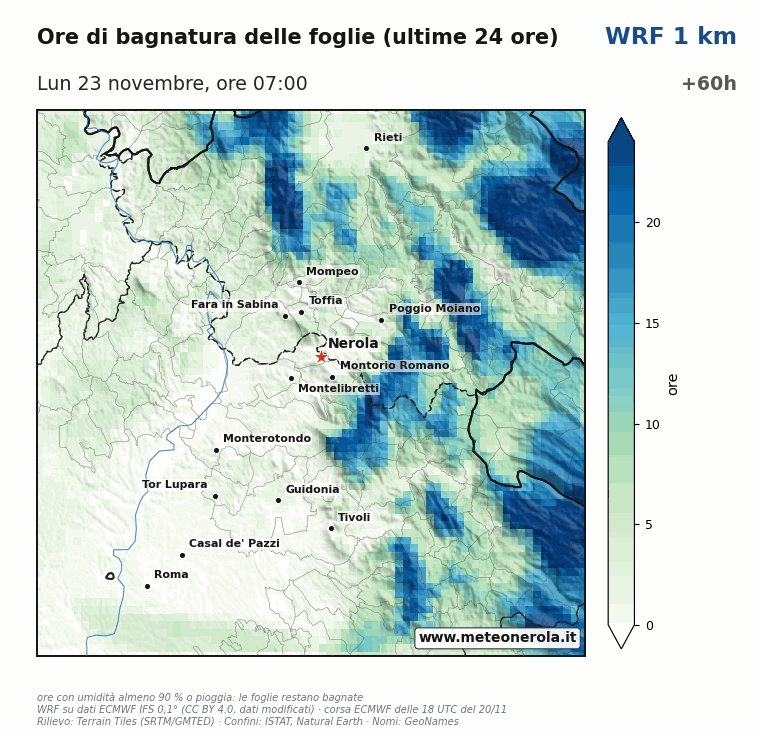 Ore di bagnatura delle foglie (ultime 24 ore)
WRF 1 km
Lun 23 novembre, ore 07:00
+60h
Rieti
Mompeo
Fara in Sabina
Toffia
Poggio Moiano
Nerola
Montorio Romano
Montelibretti
Monterotondo
Tor Lupara
Guidonia
Tivoli
Casal de' Pazzi
Roma
www.meteonerola.it
20
15
10
5
0
ore
ore con umidità almeno 90 % o pioggia: le foglie restano bagnate
WRF su dati ECMWF IFS 0,1° (CC BY 4.0, dati modificati) · corsa ECMWF delle 18 UTC del 20/11
Rilievo: Terrain Tiles (SRTM/GMTED) · Confini: ISTAT, Natural Earth · Nomi: GeoNames